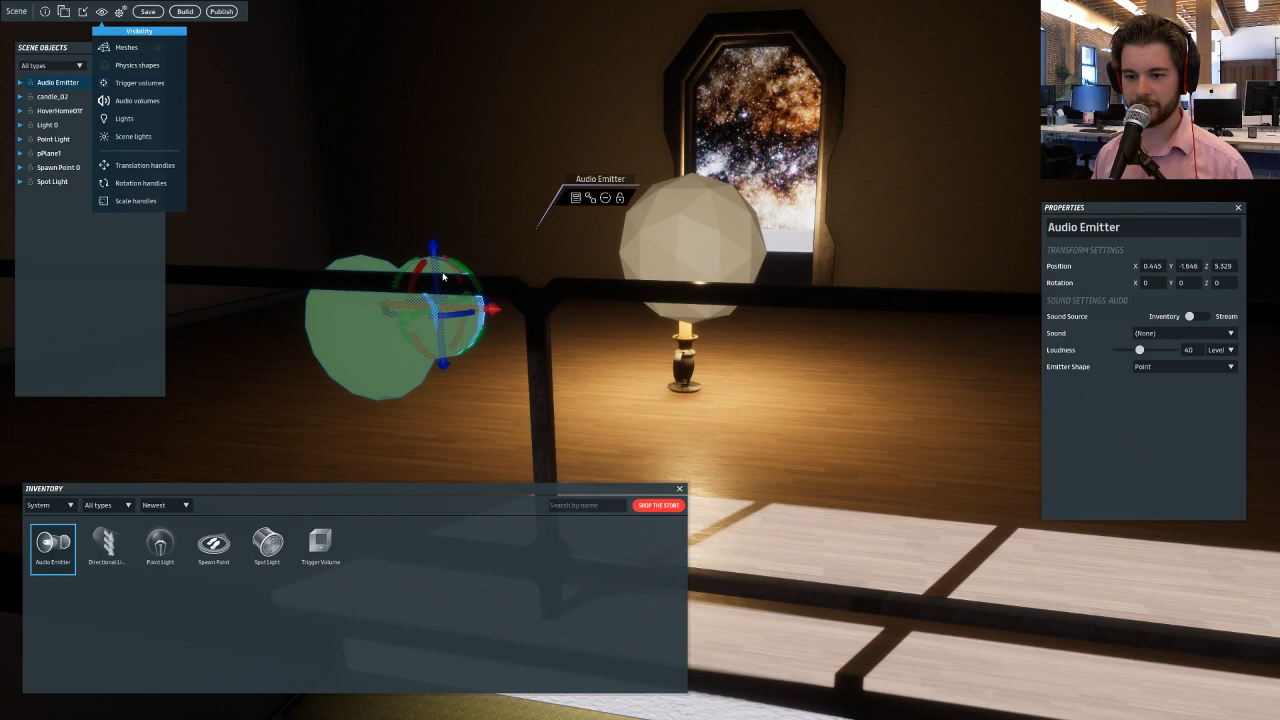 Scene Save Build Publish
Visibility
Meshes
Physics shapes
Trigger volumes
Audio volumes
Lights
Scene lights
Translation handles
Rotation handles
Scale handles
SCENE OBJECTS
All types
Audio Emitter
candle_02
HoverHome01f
Light 0
Point Light
pPlane1
Spawn Point 0
Spot Light
Audio Emitter
PROPERTIES
Audio Emitter
TRANSFORM SETTINGS
Position X 0.445 Y -1.646 Z 5.329
Rotation X 0 Y 0 Z 0
SOUND SETTINGS AUDO
Sound Source Inventory Stream
Sound (None)
Loudness 40 Level
Emitter Shape Point
INVENTORY
System All types Newest Search by name SHOP THE STORE
Audio Emitter Directional Li... Point Light Spawn Point Spot Light Trigger Volume